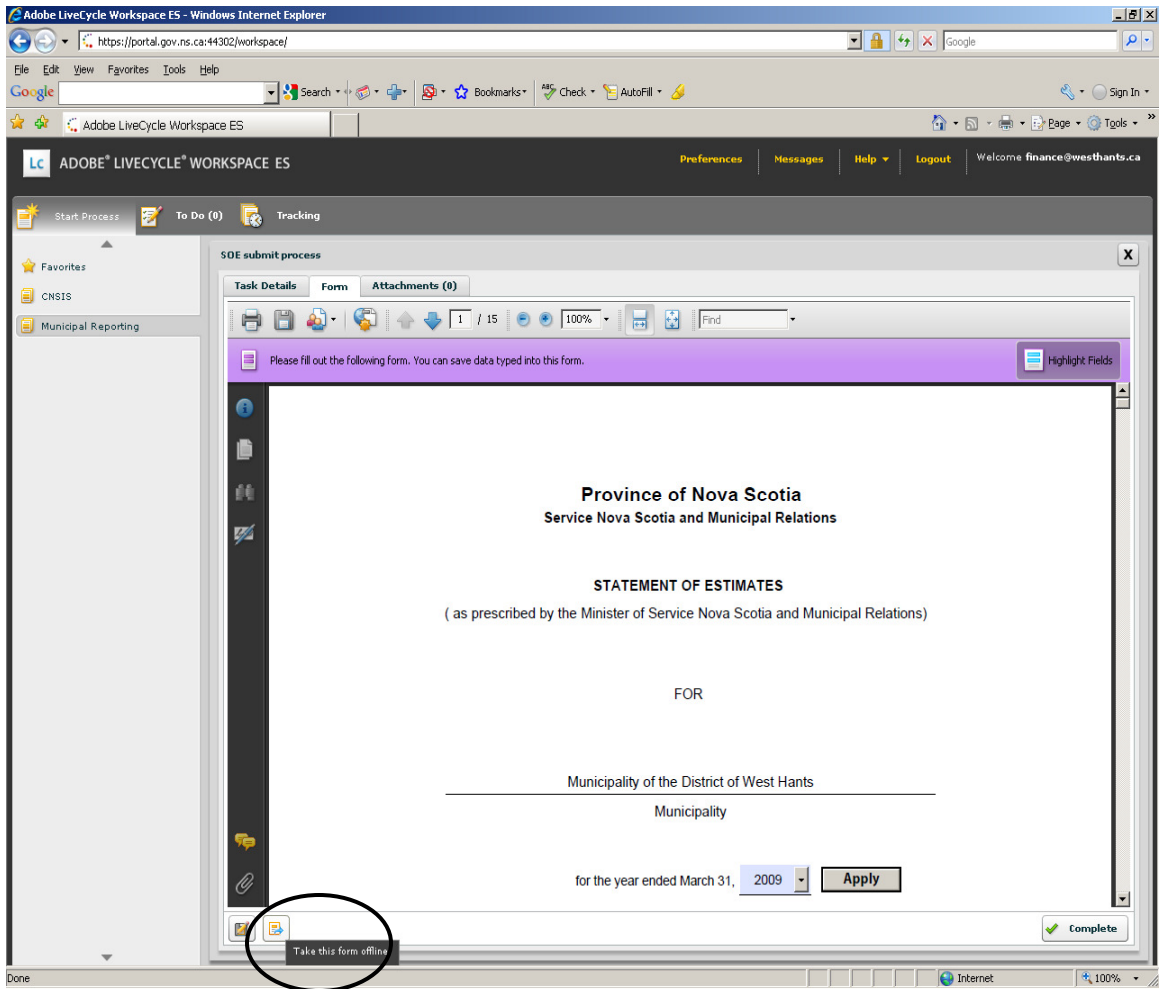 Adobe LiveCycle Workspace ES - Windows Internet Explorer
https://portal.gov.ns.ca:44302/workspace/
Google
File Edit View Favorites Tools Help
Google Search Bookmarks ABC Check AutoFill Sign In
Adobe LiveCycle Workspace ES Page Tools »
LC ADOBE® LIVECYCLE® WORKSPACE ES Preferences Messages Help Logout Welcome finance@westhants.ca
Start Process To Do (0) Tracking
Favorites
CNSIS
Municipal Reporting
SOE submit process X
Task Details Form Attachments (0)
1 / 15 100% Find
Please fill out the following form. You can save data typed into this form. Highlight Fields
Province of Nova Scotia
Service Nova Scotia and Municipal Relations
STATEMENT OF ESTIMATES
( as prescribed by the Minister of Service Nova Scotia and Municipal Relations)
FOR
Municipality of the District of West Hants
Municipality
for the year ended March 31, 2009 Apply
Complete
Take this form offline
Done Internet 100%